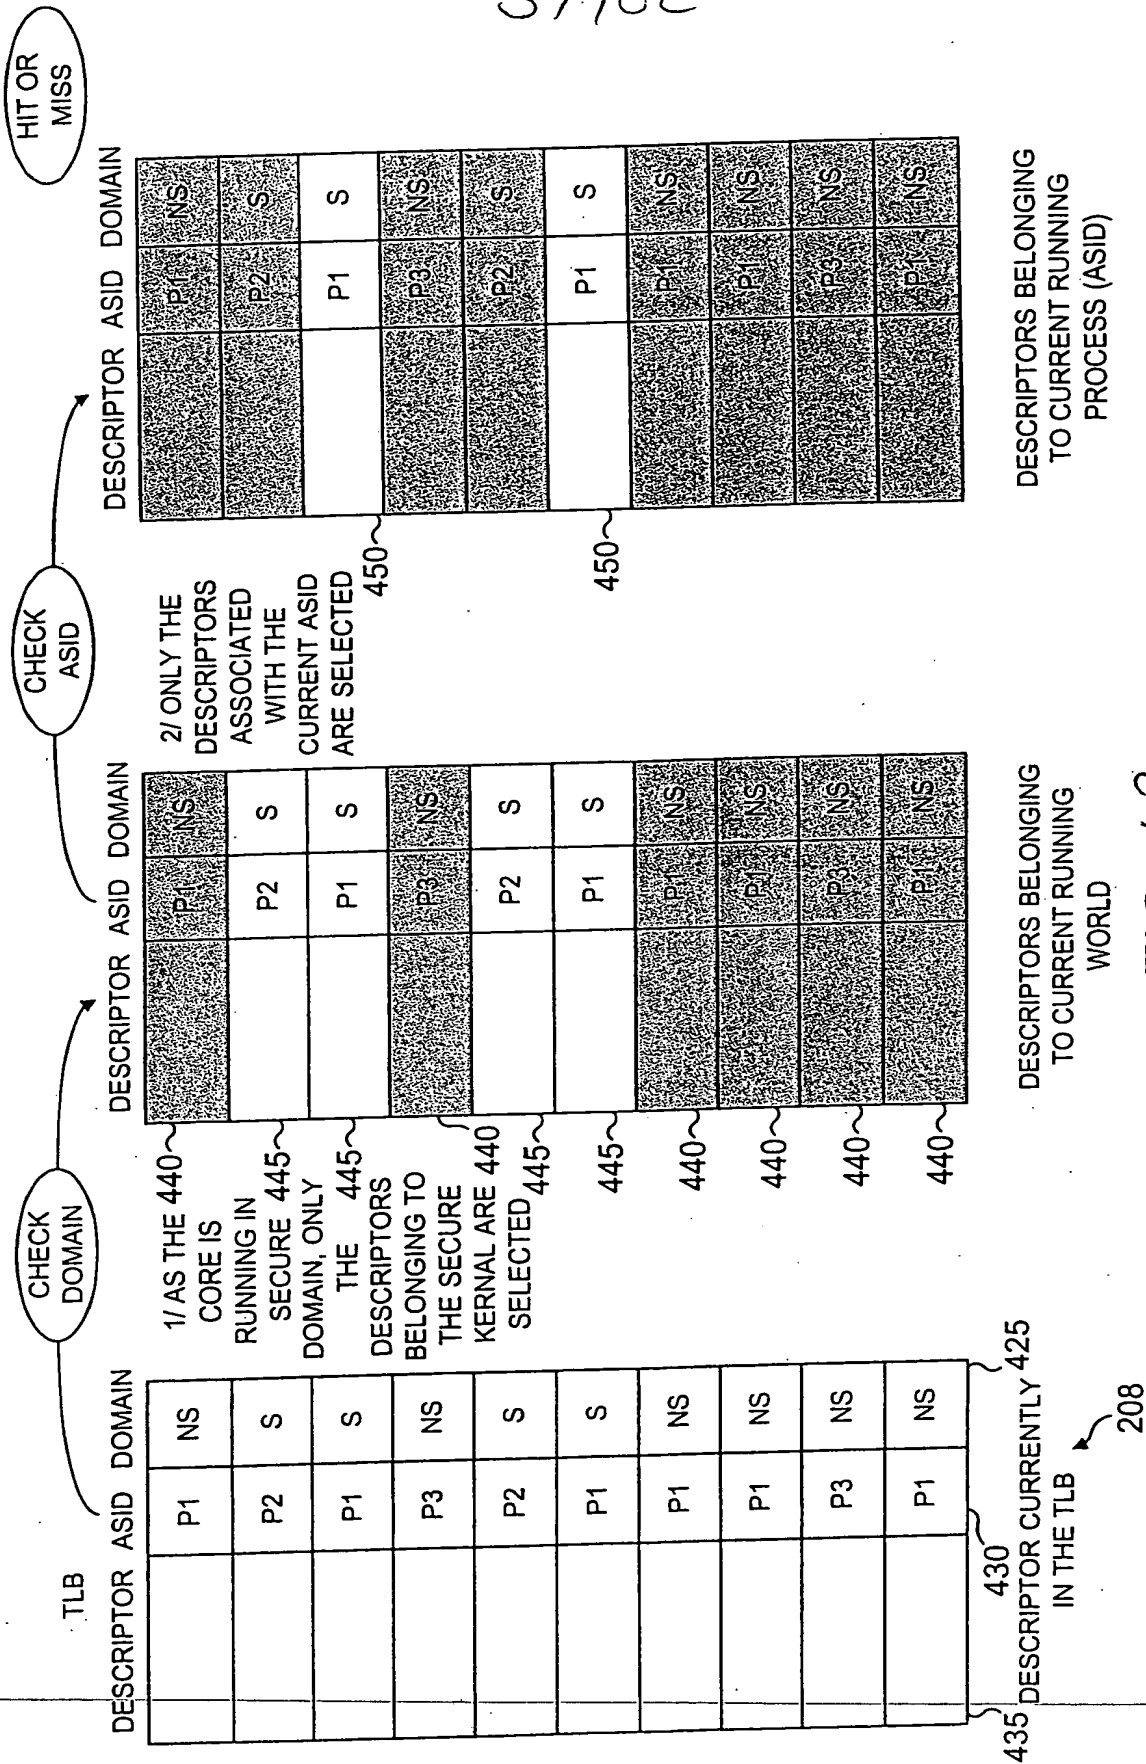 TLB
DESCRIPTOR ASID DOMAIN
P1 NS
P2 S
P1 S
P3 NS
P2 S
P1 S
P1 NS
P1 NS
P3 NS
P1 NS
435
430
425
DESCRIPTOR CURRENTLY
IN THE TLB
208
CHECK
DOMAIN
1/ AS THE
CORE IS
RUNNING IN
SECURE
DOMAIN, ONLY
THE
DESCRIPTORS
BELONGING TO
THE SECURE
KERNAL ARE
SELECTED
440
445
445
440
445
445
440
440
440
440
DESCRIPTOR ASID DOMAIN
P1 NS
P2 S
P1 S
P3 NS
P2 S
P1 S
P1 NS
P1 NS
P3 NS
P1 NS
DESCRIPTORS BELONGING
TO CURRENT RUNNING
WORLD
CHECK
ASID
2/ ONLY THE
DESCRIPTORS
ASSOCIATED
WITH THE
CURRENT ASID
ARE SELECTED
450
450
DESCRIPTOR ASID DOMAIN
P1 NS
P2 S
P1 S
P3 NS
P2 S
P1 S
P1 NS
P1 NS
P3 NS
P1 NS
DESCRIPTORS BELONGING
TO CURRENT RUNNING
PROCESS (ASID)
HIT OR
MISS